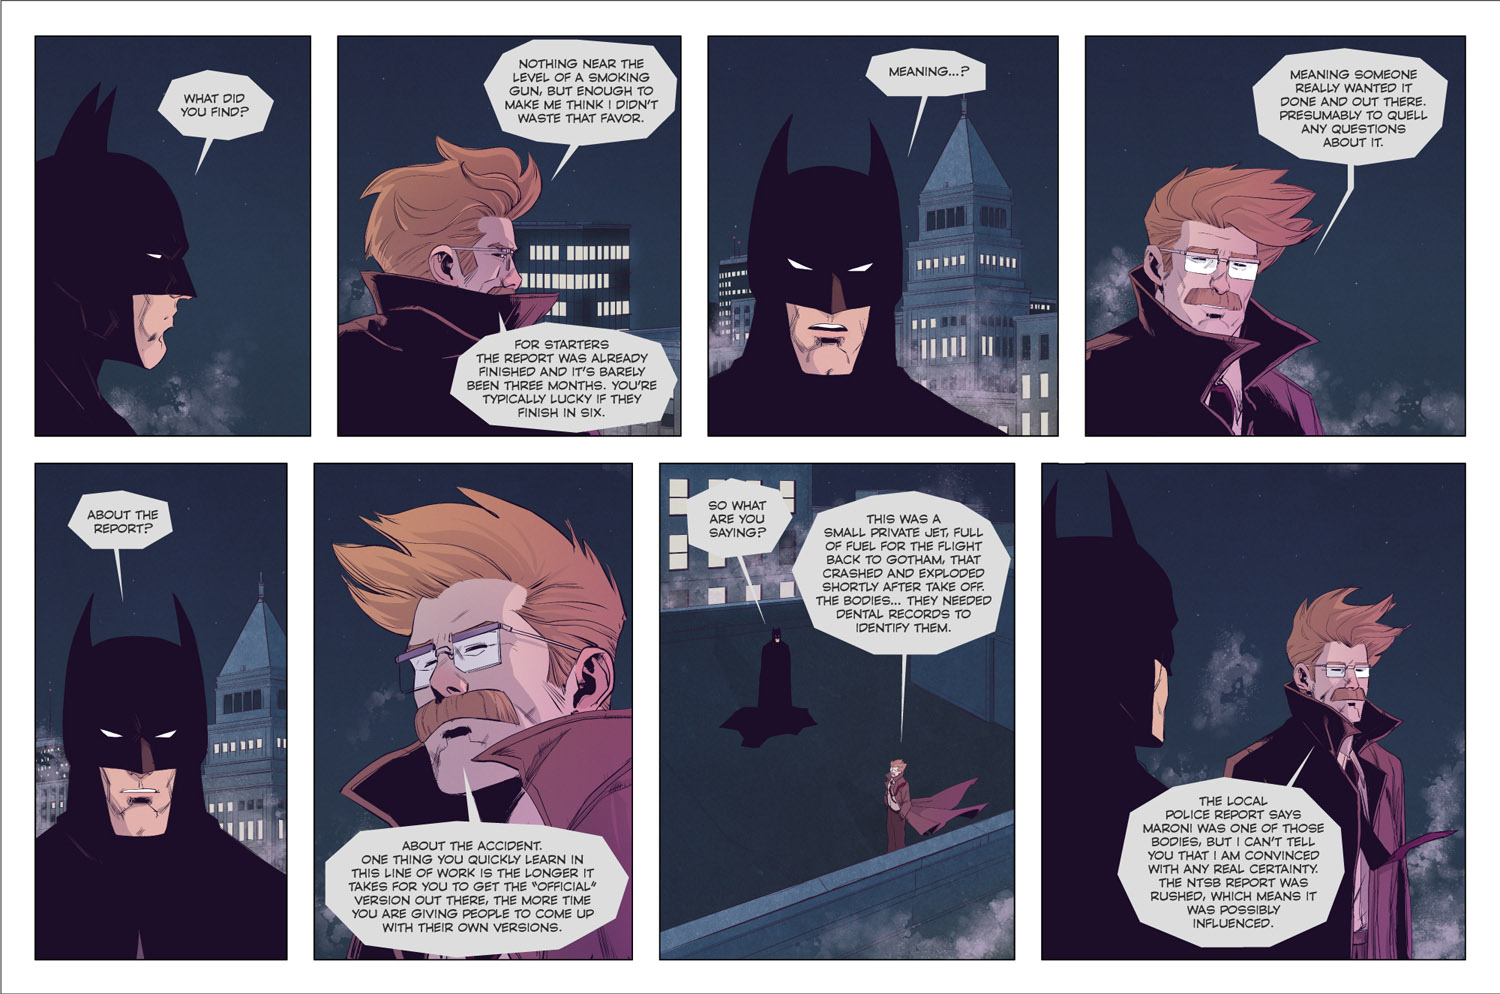 WHAT DID
YOU FIND?
NOTHING NEAR THE
LEVEL OF A SMOKING
GUN, BUT ENOUGH TO
MAKE ME THINK I DIDN'T
WASTE THAT FAVOR.
FOR STARTERS
THE REPORT WAS ALREADY
FINISHED AND IT'S BARELY
BEEN THREE MONTHS. YOU'RE
TYPICALLY LUCKY IF THEY
FINISH IN SIX.
MEANING...?
MEANING SOMEONE
REALLY WANTED IT
DONE AND OUT THERE.
PRESUMABLY TO QUELL
ANY QUESTIONS
ABOUT IT.
ABOUT THE
REPORT?
ABOUT THE ACCIDENT.
ONE THING YOU QUICKLY LEARN IN
THIS LINE OF WORK IS THE LONGER IT
TAKES FOR YOU TO GET THE "OFFICIAL"
VERSION OUT THERE, THE MORE TIME
YOU ARE GIVING PEOPLE TO COME UP
WITH THEIR OWN VERSIONS.
SO WHAT
ARE YOU
SAYING?
THIS WAS A
SMALL PRIVATE JET, FULL
OF FUEL FOR THE FLIGHT
BACK TO GOTHAM, THAT
CRASHED AND EXPLODED
SHORTLY AFTER TAKE OFF.
THE BODIES... THEY NEEDED
DENTAL RECORDS TO
IDENTIFY THEM.
THE LOCAL
POLICE REPORT SAYS
MARONI WAS ONE OF THOSE
BODIES, BUT I CAN'T TELL
YOU THAT I AM CONVINCED
WITH ANY REAL CERTAINTY.
THE NTSB REPORT WAS
RUSHED, WHICH MEANS IT
WAS POSSIBLY
INFLUENCED.